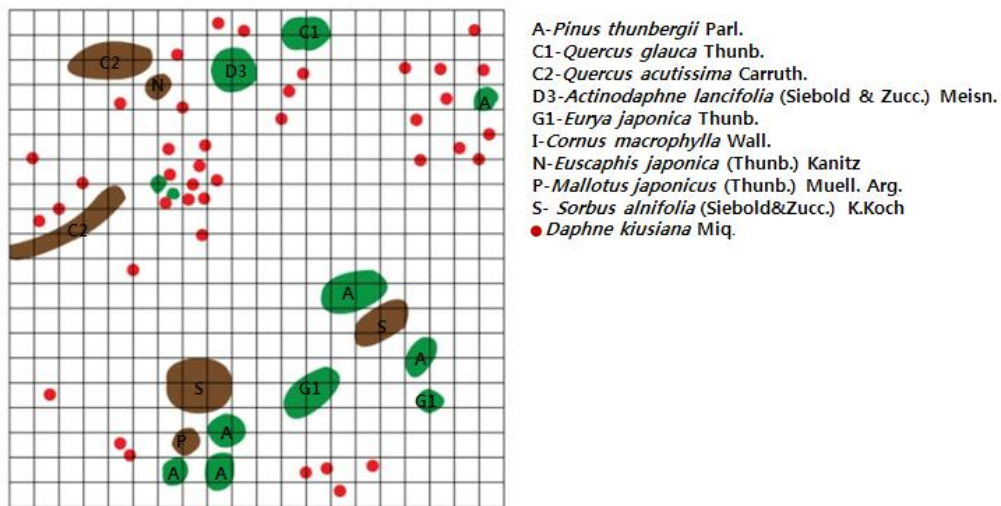 C1
C2
D3
N
A
C2
A
S
A
S
G1
G1
A
P
A
A
A-Pinus thunbergii Parl.
C1-Quercus glauca Thunb.
C2-Quercus acutissima Carruth.
D3-Actinodaphne lancifolia (Siebold & Zucc.) Meisn.
G1-Eurya japonica Thunb.
I-Cornus macrophylla Wall.
N-Euscaphis japonica (Thunb.) Kanitz
P-Mallotus japonicus (Thunb.) Muell. Arg.
S- Sorbus alnifolia (Siebold&Zucc.) K.Koch
Daphne kiusiana Miq.